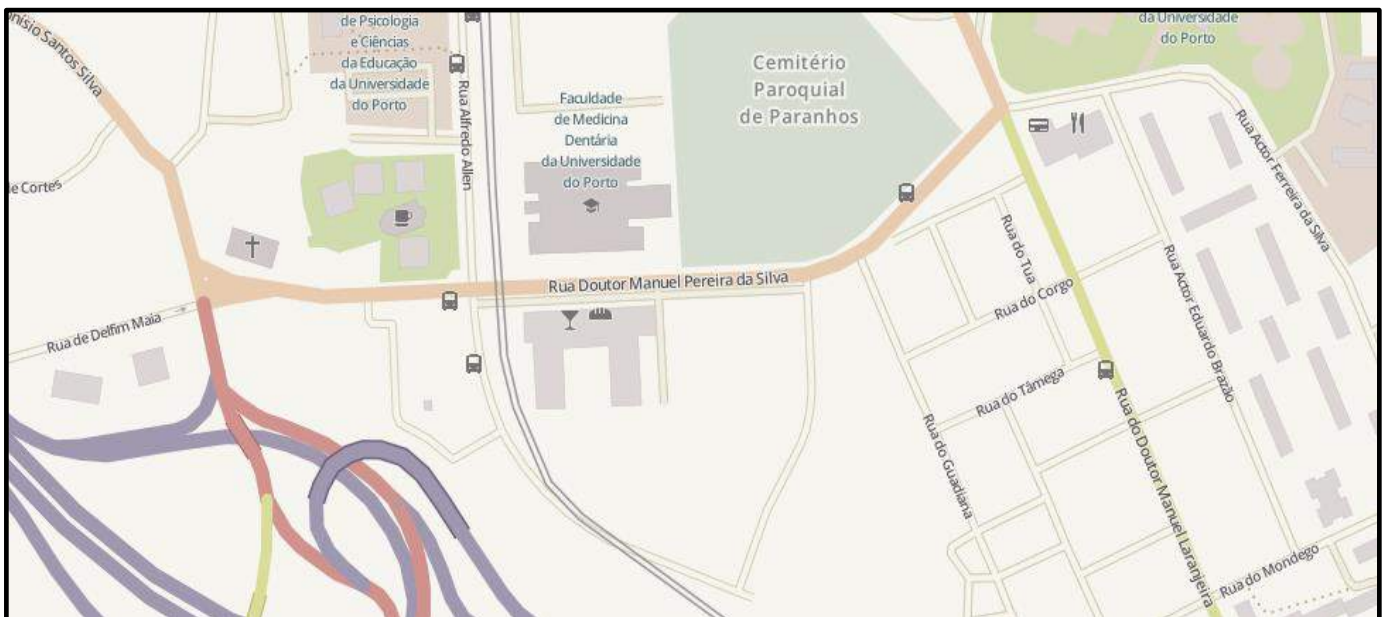 nísio Santos Silva
de Psicologia
e Ciências
da Educação
da Universidade
do Porto
Rua Alfredo Allen
Faculdade
de Medicina
Dentária
da Universidade
do Porto
Cemitério
Paroquial
de Paranhos
da Universidade
do Porto
Rua Actor Ferreira da Silva
e Cortes
Rua de Delfim Maia
Rua Doutor Manuel Pereira da Silva
Rua do Tua
Rua do Corgo
Rua Actor Eduardo Brazão
Rua do Tâmega
Rua do Guadiana
Rua do Doutor Manuel Laranjeira
Rua do Mondego